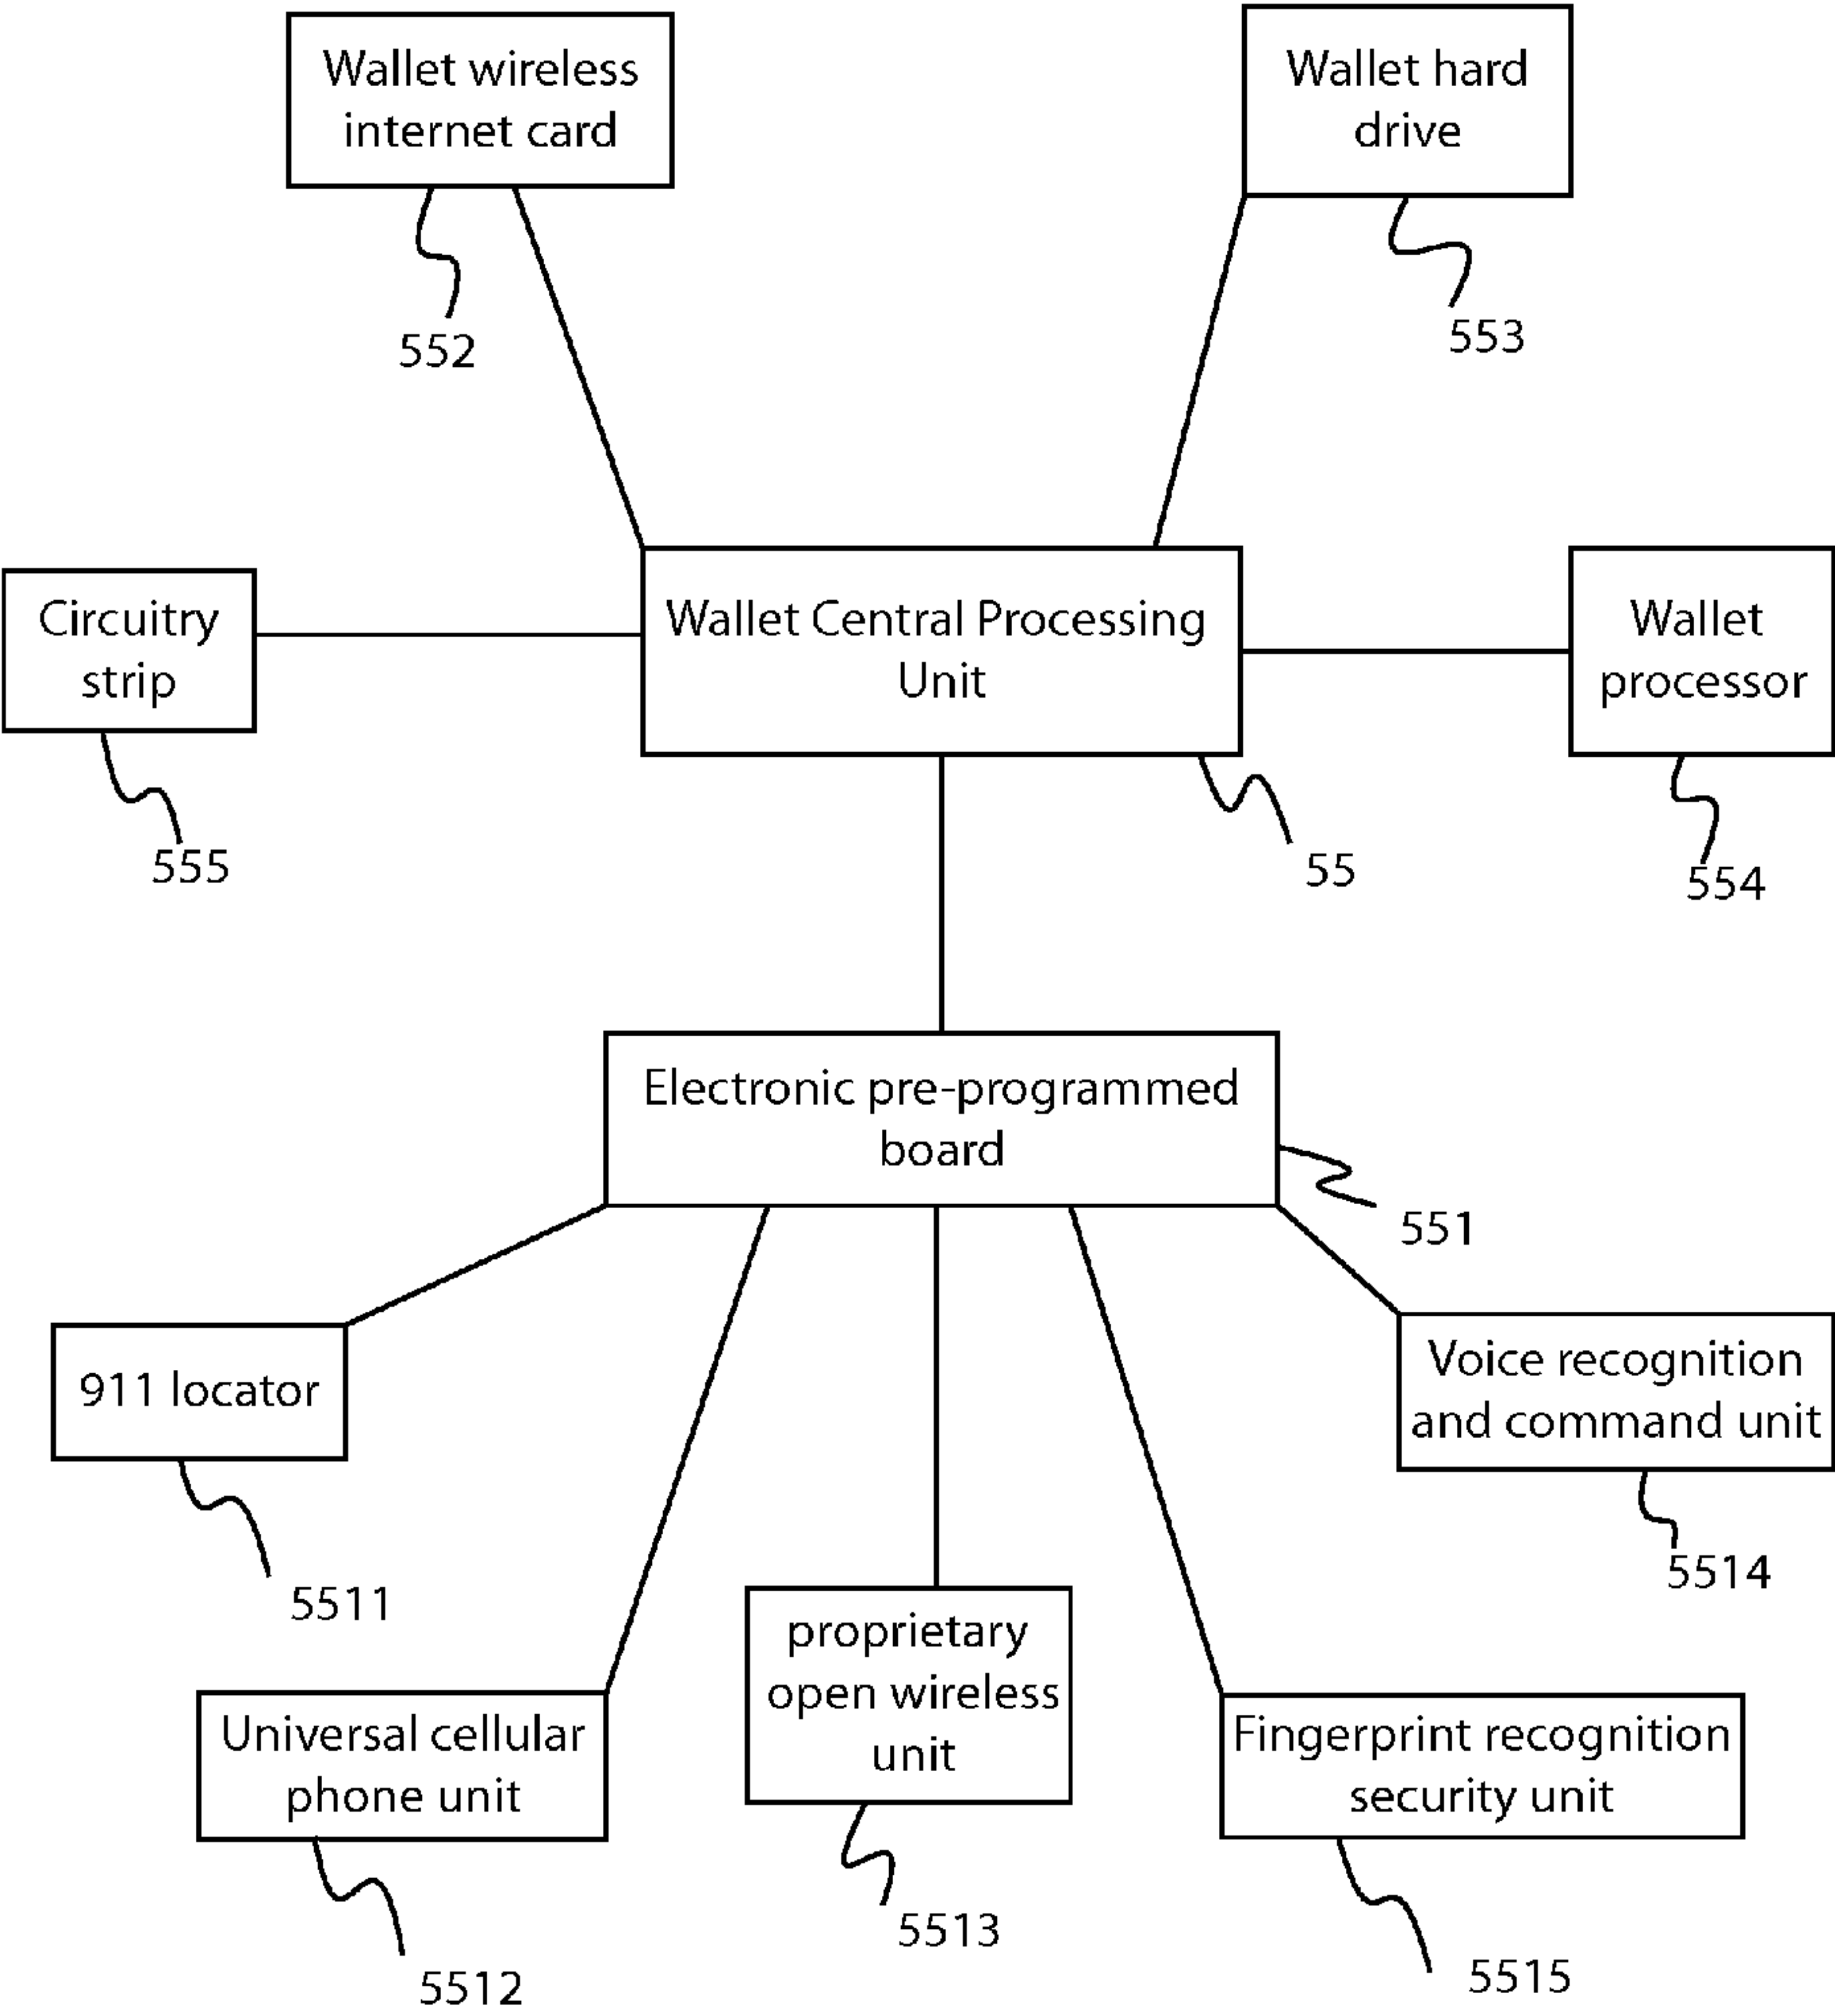 Wallet wireless
internet card
552
Wallet hard
drive
553
Circuitry
strip
555
Wallet Central Processing
Unit
55
Wallet
processor
554
Electronic pre-programmed
board
551
911 locator
5511
Voice recognition
and command unit
5514
Universal cellular
phone unit
5512
proprietary
open wireless
unit
5513
Fingerprint recognition
security unit
5515